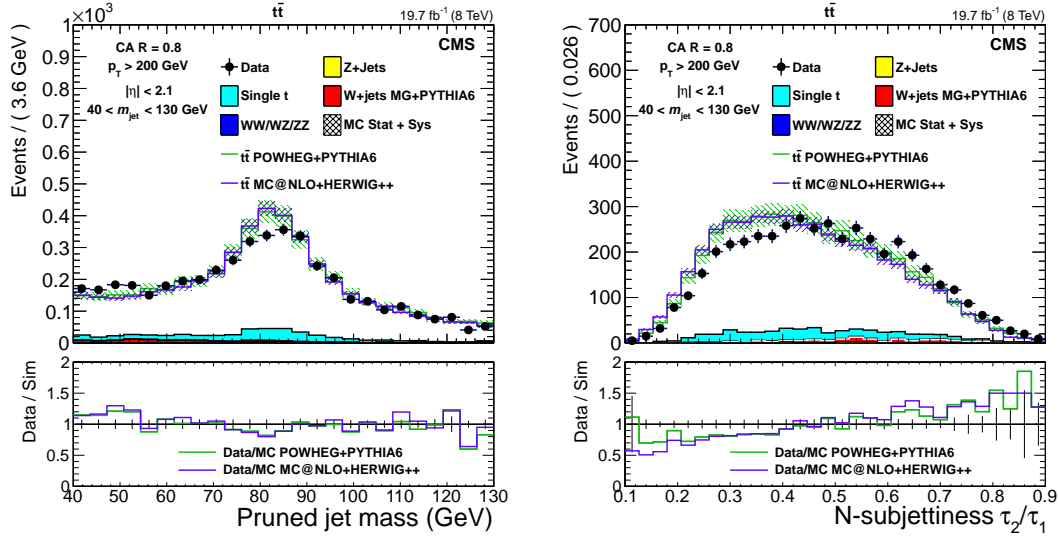 ×10³
tt̄
19.7 fb⁻¹ (8 TeV)
Events / ( 3.6 GeV )
1
0.9
0.8
0.7
0.6
0.5
0.4
0.3
0.2
0.1
0
CA R = 0.8
p_T > 200 GeV
|η| < 2.1
40 < m_jet < 130 GeV
CMS
Data
Z+Jets
Single t
W+jets MG+PYTHIA6
WW/WZ/ZZ
MC Stat + Sys
tt̄ POWHEG+PYTHIA6
tt̄ MC@NLO+HERWIG++
Data / Sim
2
1.5
1
0.5
0
Data/MC POWHEG+PYTHIA6
Data/MC MC@NLO+HERWIG++
40 50 60 70 80 90 100 110 120 130
Pruned jet mass (GeV)
tt̄
19.7 fb⁻¹ (8 TeV)
Events / ( 0.026 )
700
600
500
400
300
200
100
0
CA R = 0.8
p_T > 200 GeV
|η| < 2.1
40 < m_jet < 130 GeV
CMS
Data
Z+Jets
Single t
W+jets MG+PYTHIA6
WW/WZ/ZZ
MC Stat + Sys
tt̄ POWHEG+PYTHIA6
tt̄ MC@NLO+HERWIG++
Data / Sim
2
1.5
1
0.5
0
Data/MC POWHEG+PYTHIA6
Data/MC MC@NLO+HERWIG++
0.1 0.2 0.3 0.4 0.5 0.6 0.7 0.8 0.9
N-subjettiness τ₂/τ₁